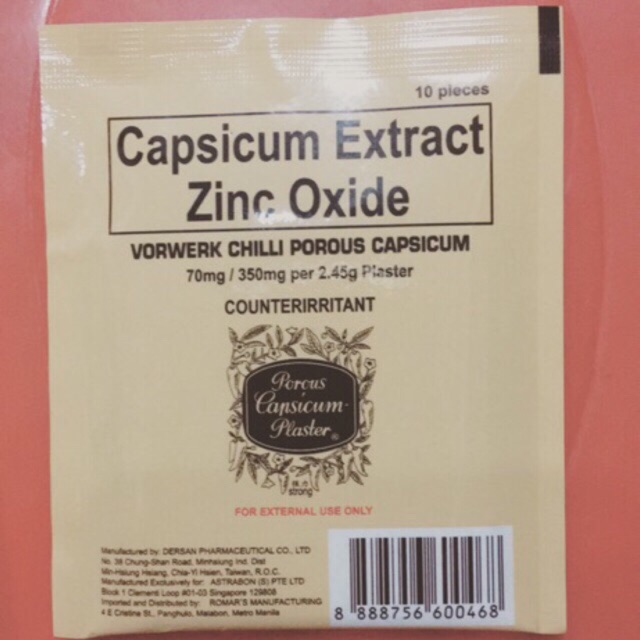 10 pieces
Capsicum Extract
Zinc Oxide
VORWERK CHILLI POROUS CAPSICUM
70mg / 350mg per 2.45g Plaster
COUNTERIRRITANT
Porous
Capsicum
Plaster®
strong
FOR EXTERNAL USE ONLY
Manufactured by: DERSAN PHARMACEUTICAL CO., LTD
No. 38 Chung-Shan Road, Minhsiung Ind. Dist
Min-Hsiung Hsiang, Chia-Yi Hsien, Taiwan, R.O.C.
Manufactured Exclusively for: ASTRABON (S) PTE LTD
Block 1 Clementi Loop #01-03 Singapore 129808
Imported and Distributed by: ROMAR'S MANUFACTURING
4 E Cristina St., Panghulo, Malabon, Metro Manila
8 888756 600468